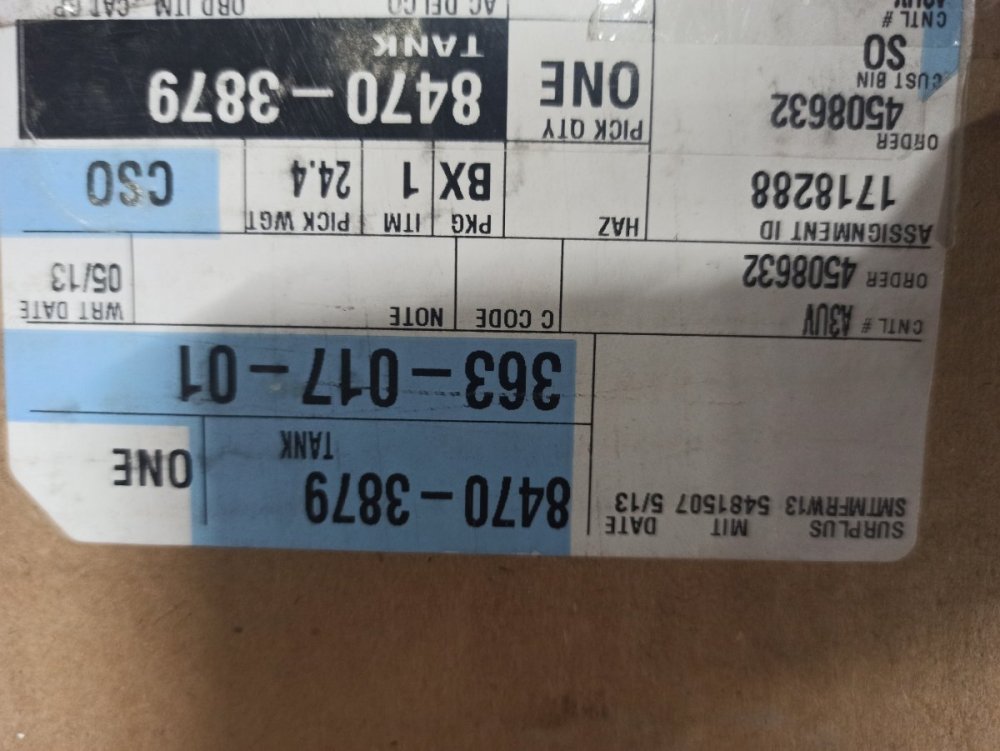 SURPLUS MIT DATE
SMTMFRW13 5481507 5/13
8470-3879
TANK
ONE
363-017-01
CNTL # A3UV
ORDER 4508632
C CODE
NOTE
WRT DATE
05/13
ASSIGNMENT ID
1718288
HAZ
PKG
BX
ITM
1
PICK WGT
24.4
CSO
ORDER
4508632
PICK QTY
ONE
8470-3879
TANK
CUST BIN
SO
CNTL #
AC DELCO
ORD ITM